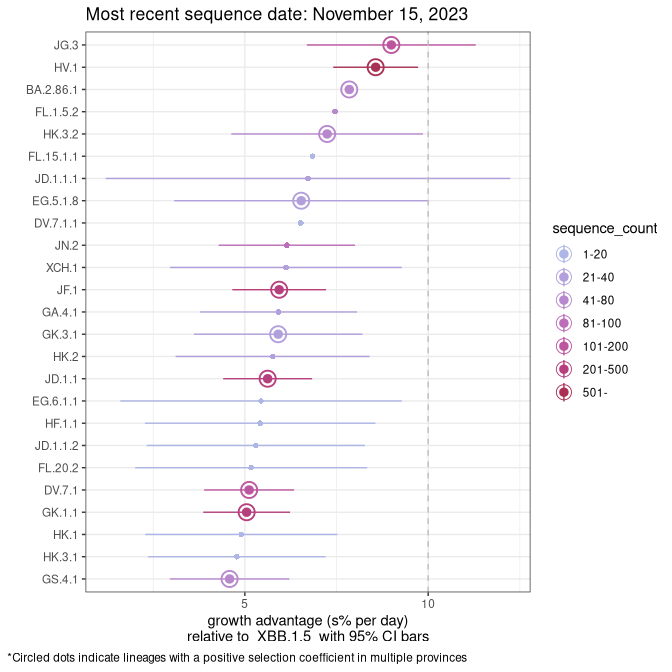 Most recent sequence date: November 15, 2023
JG.3
HV.1
BA.2.86.1
FL.1.5.2
HK.3.2
FL.15.1.1
JD.1.1.1
EG.5.1.8
DV.7.1.1
JN.2
XCH.1
JF.1
GA.4.1
GK.3.1
HK.2
JD.1.1
EG.6.1.1
HF.1.1
JD.1.1.2
FL.20.2
DV.7.1
GK.1.1
HK.1
HK.3.1
GS.4.1
5 10
growth advantage (s% per day)
relative to XBB.1.5 with 95% CI bars
sequence_count
1-20
21-40
41-80
81-100
101-200
201-500
501-
*Circled dots indicate lineages with a positive selection coefficient in multiple provinces